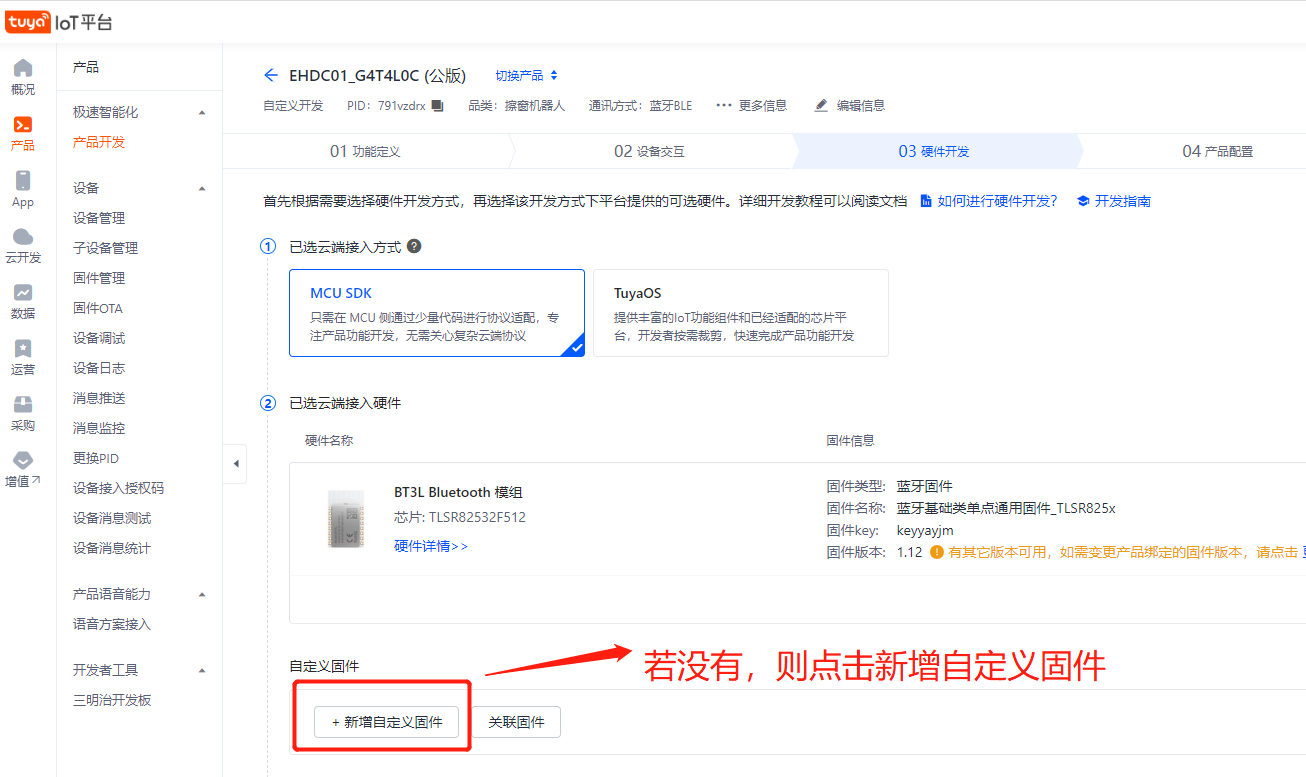 tuya IoT平台
概况
产品
App
云开发
数据
运营
采购
增值
产品
极速智能化
产品开发
设备
设备管理
子设备管理
固件管理
固件OTA
设备调试
设备日志
消息推送
消息监控
更换PID
设备接入授权码
设备消息测试
设备消息统计
产品语音能力
语音方案接入
开发者工具
三明治开发板
EHDC01_G4T4L0C (公版) 切换产品
自定义开发 PID: 791vzdrx 品类: 擦窗机器人 通讯方式: 蓝牙BLE 更多信息 编辑信息
01 功能定义 02 设备交互 03 硬件开发 04 产品配置
首先根据需要选择硬件开发方式，再选择该开发方式下平台提供的可选硬件。详细开发教程可以阅读文档 如何进行硬件开发? 开发指南
1 已选云端接入方式 ?
MCU SDK
只需在 MCU 侧通过少量代码进行协议适配，专
注产品功能开发，无需关心复杂云端协议
TuyaOS
提供丰富的IoT功能组件和已经适配的芯片平
台，开发者按需裁剪，快速完成产品功能开发
2 已选云端接入硬件
硬件名称 固件信息
BT3L Bluetooth 模组
芯片: TLSR82532F512
硬件详情>>
固件类型: 蓝牙固件
固件名称: 蓝牙基础类单点通用固件_TLSR825x
固件key: keyyayjm
固件版本: 1.12 有其它版本可用，如需变更产品绑定的固件版本，请点击
自定义固件
若没有，则点击新增自定义固件
+ 新增自定义固件 关联固件